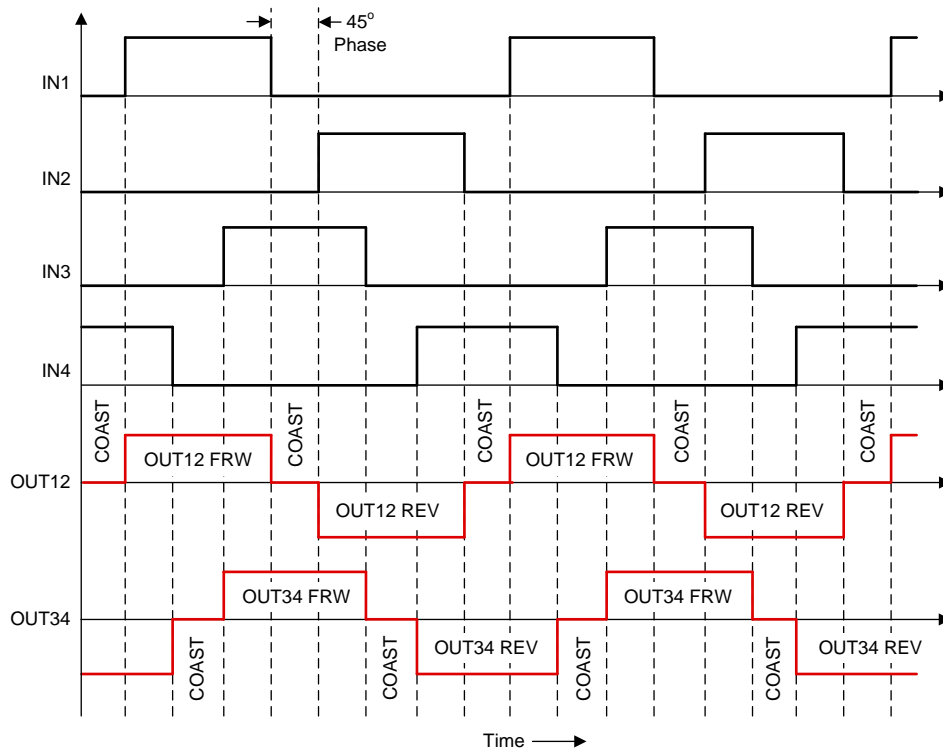 45° Phase
IN1
IN2
IN3
IN4
COAST
COAST
COAST
COAST
COAST
OUT12 FRW
OUT12 FRW
OUT12
OUT12 REV
OUT12 REV
OUT34 FRW
OUT34 FRW
OUT34
OUT34 REV
OUT34 REV
COAST
COAST
COAST
COAST
Time